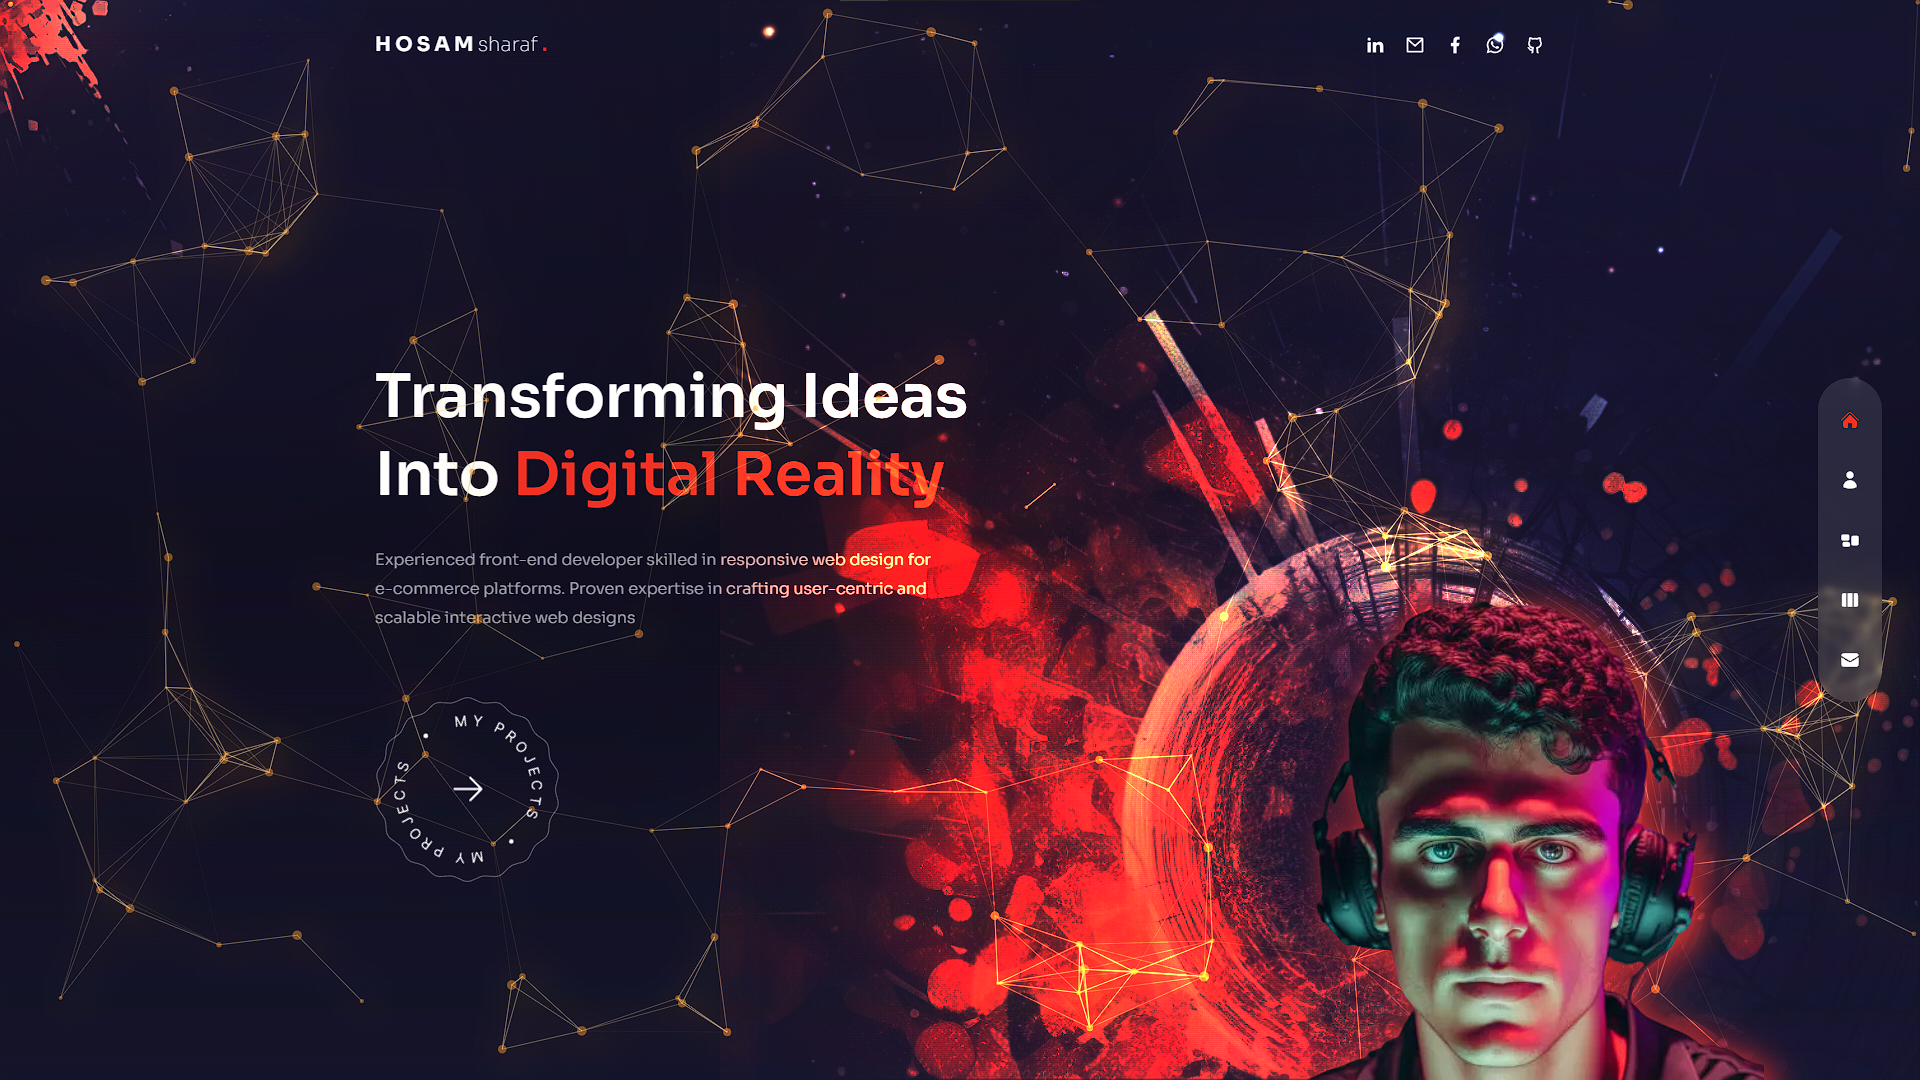 HOSAM sharaf.
Transforming Ideas
Into Digital Reality
Experienced front-end developer skilled in responsive web design for
e-commerce platforms. Proven expertise in crafting user-centric and
scalable interactive web designs
MY PROJECTS • MY PROJECTS •